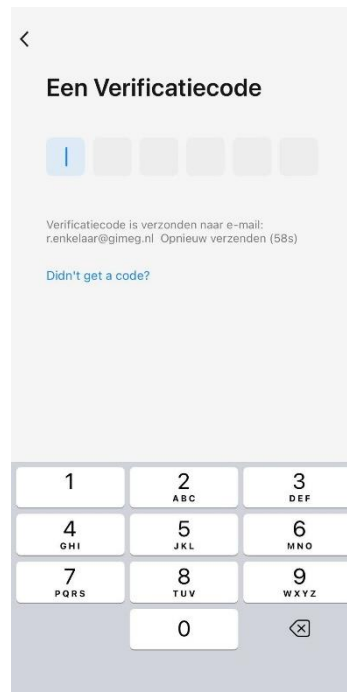 Een Verificatiecode
Verificatiecode is verzonden naar e-mail:
r.enkelaar@gimeg.nl Opnieuw verzenden (58s)
Didn't get a code?
1 2 3
ABC DEF
4 5 6
GHI JKL MNO
7 8 9
PQRS TUV WXYZ
0